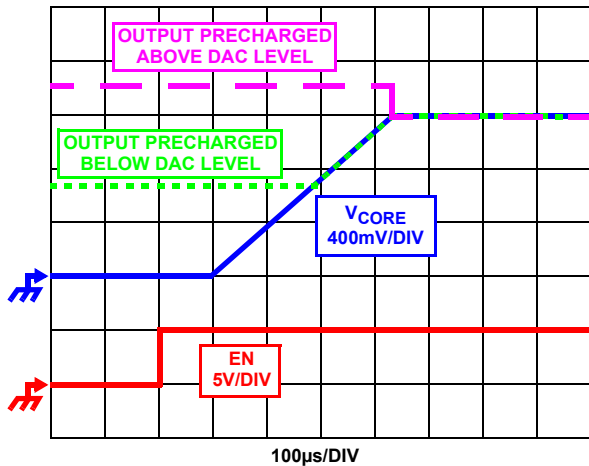 OUTPUT PRECHARGED
ABOVE DAC LEVEL
OUTPUT PRECHARGED
BELOW DAC LEVEL
VCORE
400mV/DIV
EN
5V/DIV
100µs/DIV